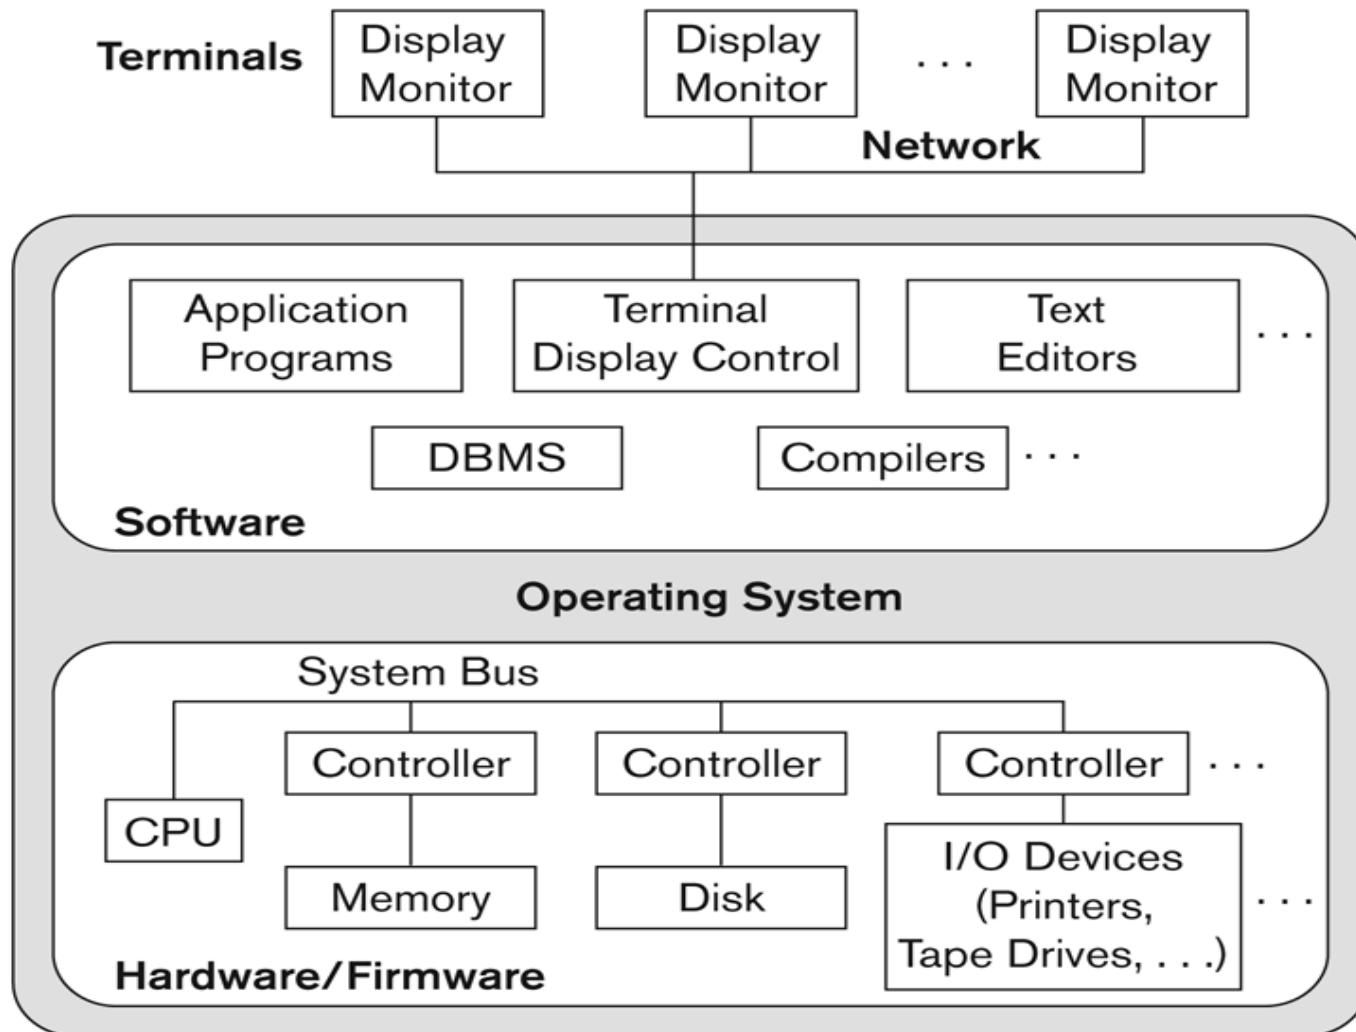 Terminals
Display
Monitor
Display
Monitor
. . .
Display
Monitor
Network
Application
Programs
Terminal
Display Control
Text
Editors
. . .
DBMS
Compilers
. . .
Software
Operating System
System Bus
Controller
Controller
Controller
. . .
CPU
Memory
Disk
I/O Devices
(Printers,
Tape Drives, . . .)
. . .
Hardware/Firmware